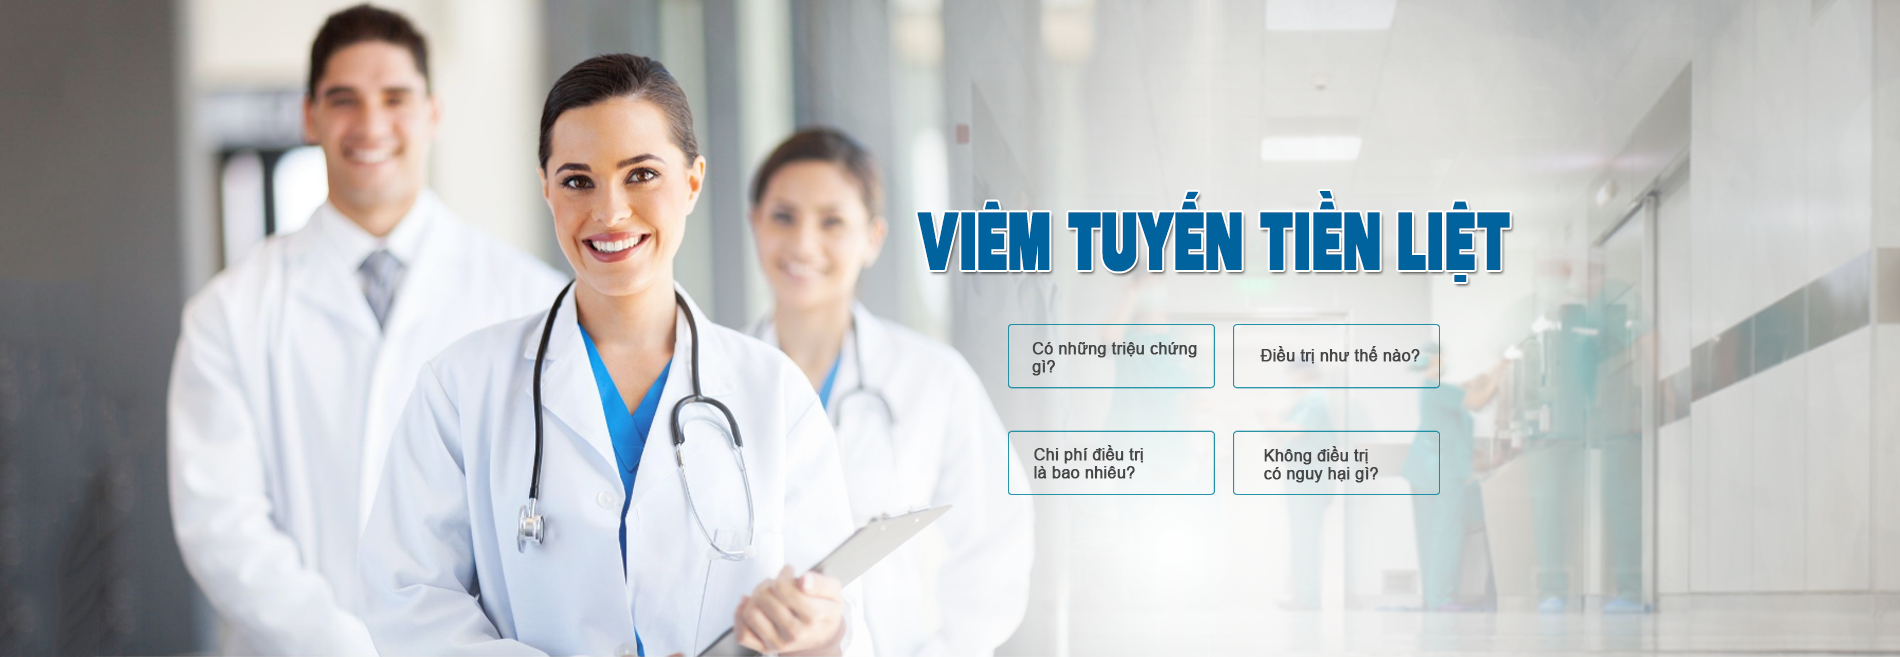 VIÊM TUYẾN TIỀN LIỆT
Có những triệu chứng
gì?
Điều trị như thế nào?
Chi phí điều trị
là bao nhiêu?
Không điều trị
có nguy hại gì?